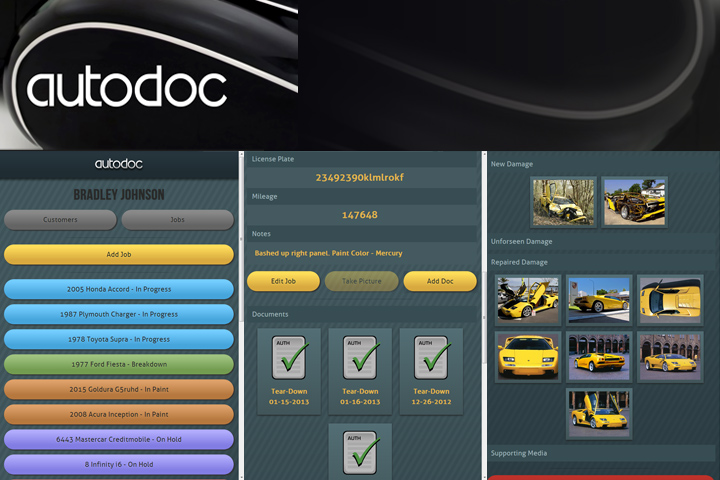 autodoc
autodoc
BRADLEY JOHNSON
Customers
Jobs
Add Job
2005 Honda Accord - In Progress
1987 Plymouth Charger - In Progress
1978 Toyota Supra - In Progress
1977 Ford Fiesta - Breakdown
2015 Goldura G5ruhd - In Paint
2008 Acura Inception - In Paint
6443 Mastercar Creditmobile - On Hold
8 Infinity i6 - On Hold
License Plate
23492390klmlrokf
Mileage
147648
Notes
Bashed up right panel. Paint Color - Mercury
Edit Job
Take Picture
Add Doc
Documents
AUTH
AUTH
AUTH
Tear-Down
01-15-2013
Tear-Down
01-16-2013
Tear-Down
12-26-2012
AUTH
New Damage
Unforseen Damage
Repaired Damage
Supporting Media